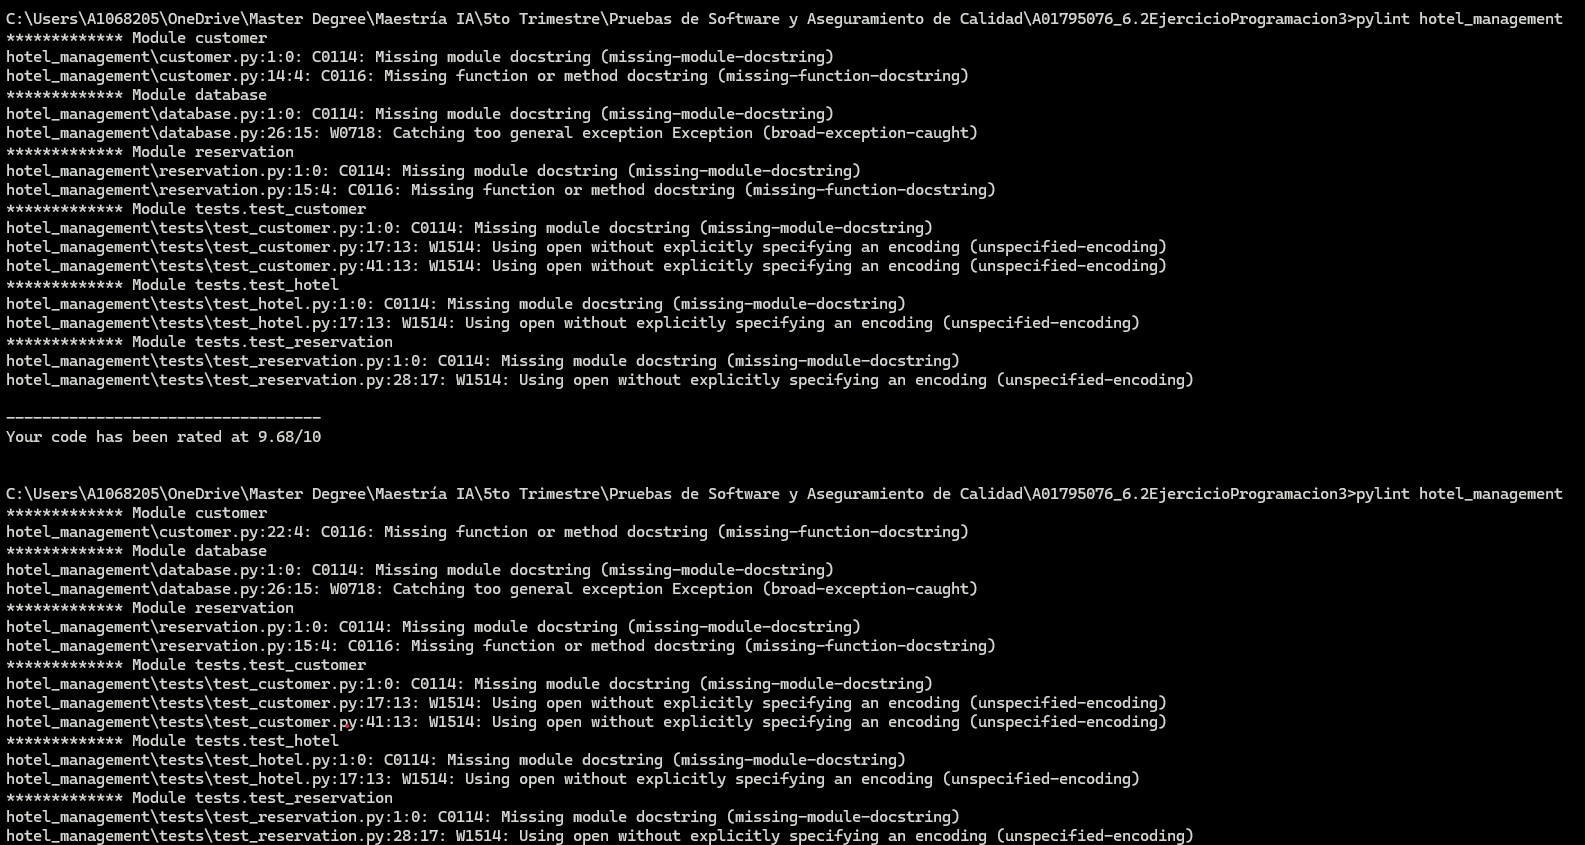 C:\Users\A1068205\OneDrive\Master Degree\Maestría IA\5to Trimestre\Pruebas de Software y Aseguramiento de Calidad\A01795076_6.2EjercicioProgramacion3>pylint hotel_management
************* Module customer
hotel_management\customer.py:1:0: C0114: Missing module docstring (missing-module-docstring)
hotel_management\customer.py:14:4: C0116: Missing function or method docstring (missing-function-docstring)
************* Module database
hotel_management\database.py:1:0: C0114: Missing module docstring (missing-module-docstring)
hotel_management\database.py:26:15: W0718: Catching too general exception Exception (broad-exception-caught)
************* Module reservation
hotel_management\reservation.py:1:0: C0114: Missing module docstring (missing-module-docstring)
hotel_management\reservation.py:15:4: C0116: Missing function or method docstring (missing-function-docstring)
************* Module tests.test_customer
hotel_management\tests\test_customer.py:1:0: C0114: Missing module docstring (missing-module-docstring)
hotel_management\tests\test_customer.py:17:13: W1514: Using open without explicitly specifying an encoding (unspecified-encoding)
hotel_management\tests\test_customer.py:41:13: W1514: Using open without explicitly specifying an encoding (unspecified-encoding)
************* Module tests.test_hotel
hotel_management\tests\test_hotel.py:1:0: C0114: Missing module docstring (missing-module-docstring)
hotel_management\tests\test_hotel.py:17:13: W1514: Using open without explicitly specifying an encoding (unspecified-encoding)
************* Module tests.test_reservation
hotel_management\tests\test_reservation.py:1:0: C0114: Missing module docstring (missing-module-docstring)
hotel_management\tests\test_reservation.py:28:17: W1514: Using open without explicitly specifying an encoding (unspecified-encoding)
-----------------------------------
Your code has been rated at 9.68/10
C:\Users\A1068205\OneDrive\Master Degree\Maestría IA\5to Trimestre\Pruebas de Software y Aseguramiento de Calidad\A01795076_6.2EjercicioProgramacion3>pylint hotel_management
************* Module customer
hotel_management\customer.py:22:4: C0116: Missing function or method docstring (missing-function-docstring)
************* Module database
hotel_management\database.py:1:0: C0114: Missing module docstring (missing-module-docstring)
hotel_management\database.py:26:15: W0718: Catching too general exception Exception (broad-exception-caught)
************* Module reservation
hotel_management\reservation.py:1:0: C0114: Missing module docstring (missing-module-docstring)
hotel_management\reservation.py:15:4: C0116: Missing function or method docstring (missing-function-docstring)
************* Module tests.test_customer
hotel_management\tests\test_customer.py:1:0: C0114: Missing module docstring (missing-module-docstring)
hotel_management\tests\test_customer.py:17:13: W1514: Using open without explicitly specifying an encoding (unspecified-encoding)
hotel_management\tests\test_customer.py:41:13: W1514: Using open without explicitly specifying an encoding (unspecified-encoding)
************* Module tests.test_hotel
hotel_management\tests\test_hotel.py:1:0: C0114: Missing module docstring (missing-module-docstring)
hotel_management\tests\test_hotel.py:17:13: W1514: Using open without explicitly specifying an encoding (unspecified-encoding)
************* Module tests.test_reservation
hotel_management\tests\test_reservation.py:1:0: C0114: Missing module docstring (missing-module-docstring)
hotel_management\tests\test_reservation.py:28:17: W1514: Using open without explicitly specifying an encoding (unspecified-encoding)